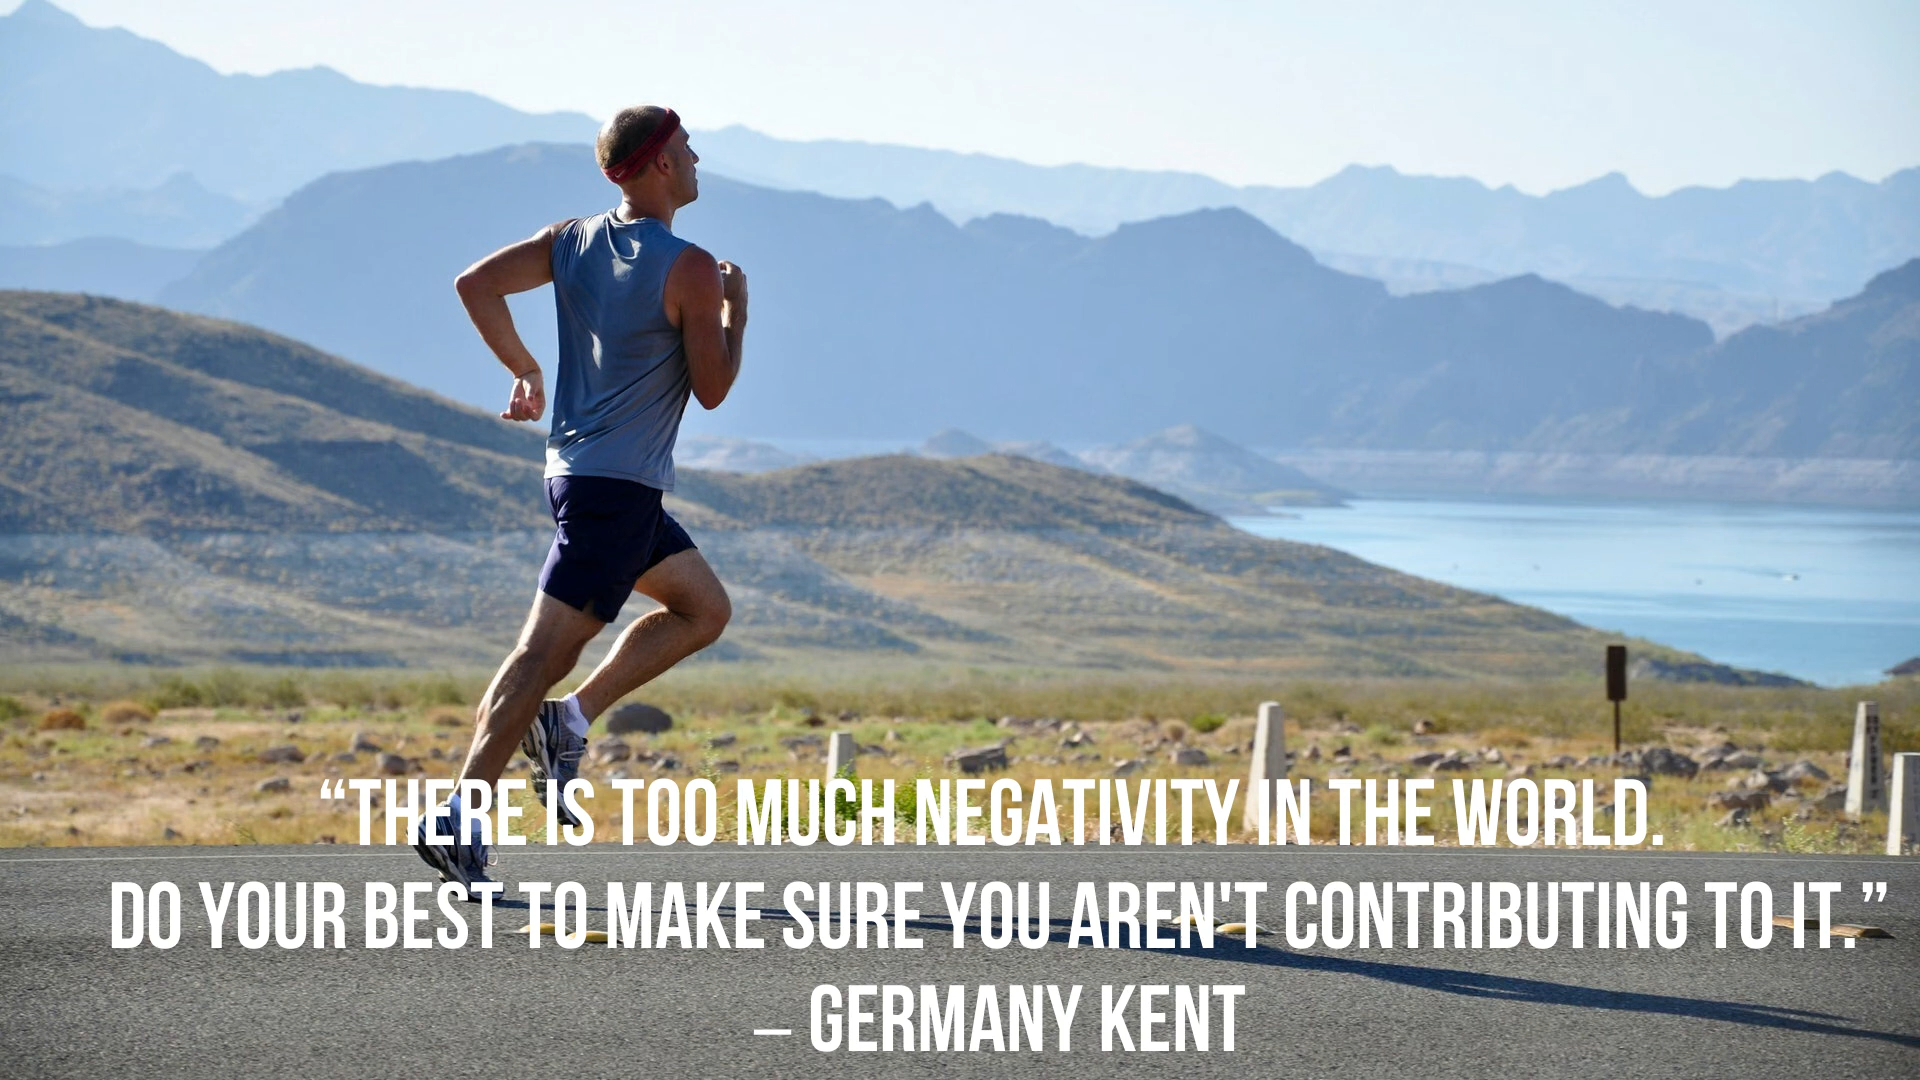 “THERE IS TOO MUCH NEGATIVITY IN THE WORLD.
DO YOUR BEST TO MAKE SURE YOU AREN'T CONTRIBUTING TO IT.”
– GERMANY KENT